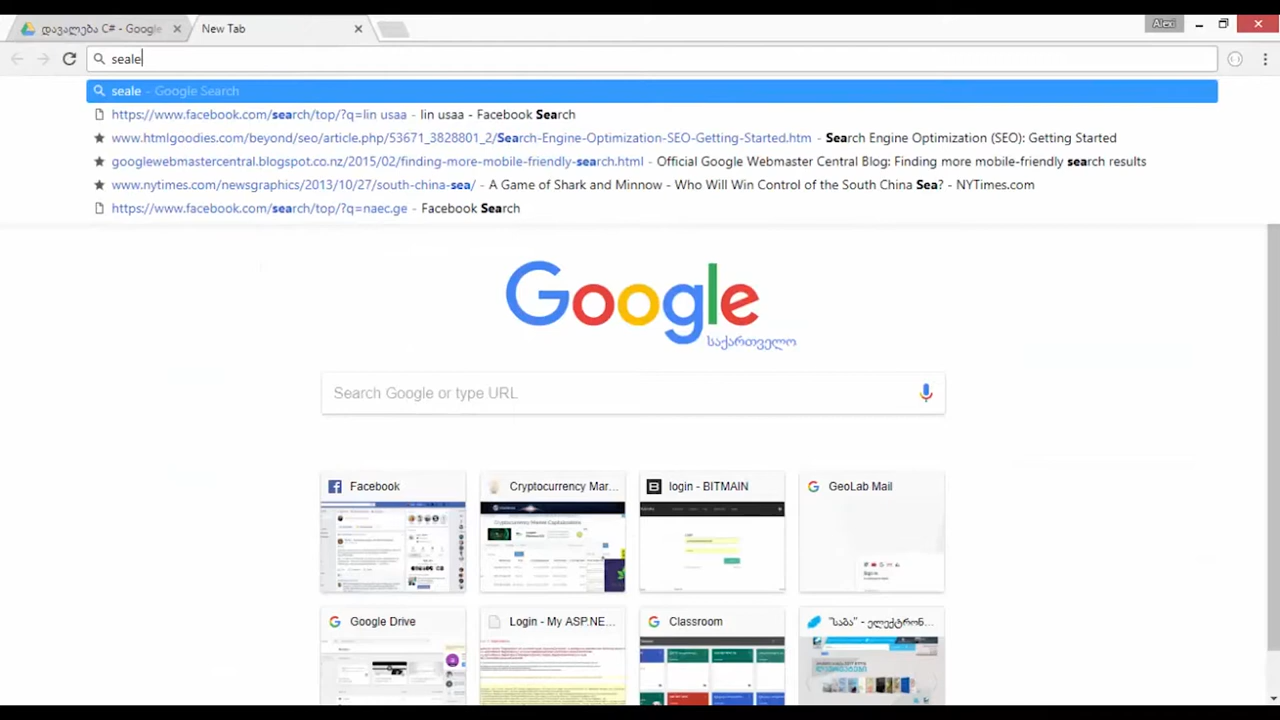 დავალება C# - Google
New Tab
Alexi
seale
seale - Google Search
https://www.facebook.com/search/top/?q=lin usaa - lin usaa - Facebook Search
www.htmlgoodies.com/beyond/seo/article.php/53671_3828801_2/Search-Engine-Optimization-SEO-Getting-Started.htm - Search Engine Optimization (SEO): Getting Started
googlewebmastercentral.blogspot.co.nz/2015/02/finding-more-mobile-friendly-search.html - Official Google Webmaster Central Blog: Finding more mobile-friendly search results
www.nytimes.com/newsgraphics/2013/10/27/south-china-sea/ - A Game of Shark and Minnow - Who Will Win Control of the South China Sea? - NYTimes.com
https://www.facebook.com/search/top/?q=naec.ge - Facebook Search
Google
საქართველო
Search Google or type URL
Facebook
Cryptocurrency Mar...
login - BITMAIN
GeoLab Mail
Google Drive
Login - My ASP.NE...
Classroom
"საბა" - ელექტრონ...